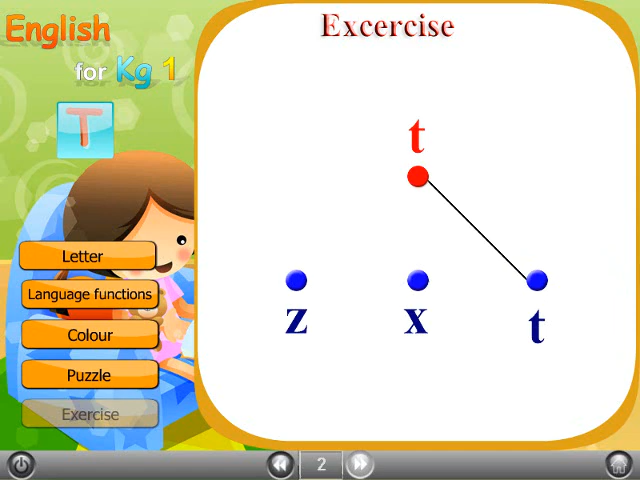 English
for Kg 1
T
Letter
Language functions
Colour
Puzzle
Exercise
Excercise
t
z x t
2